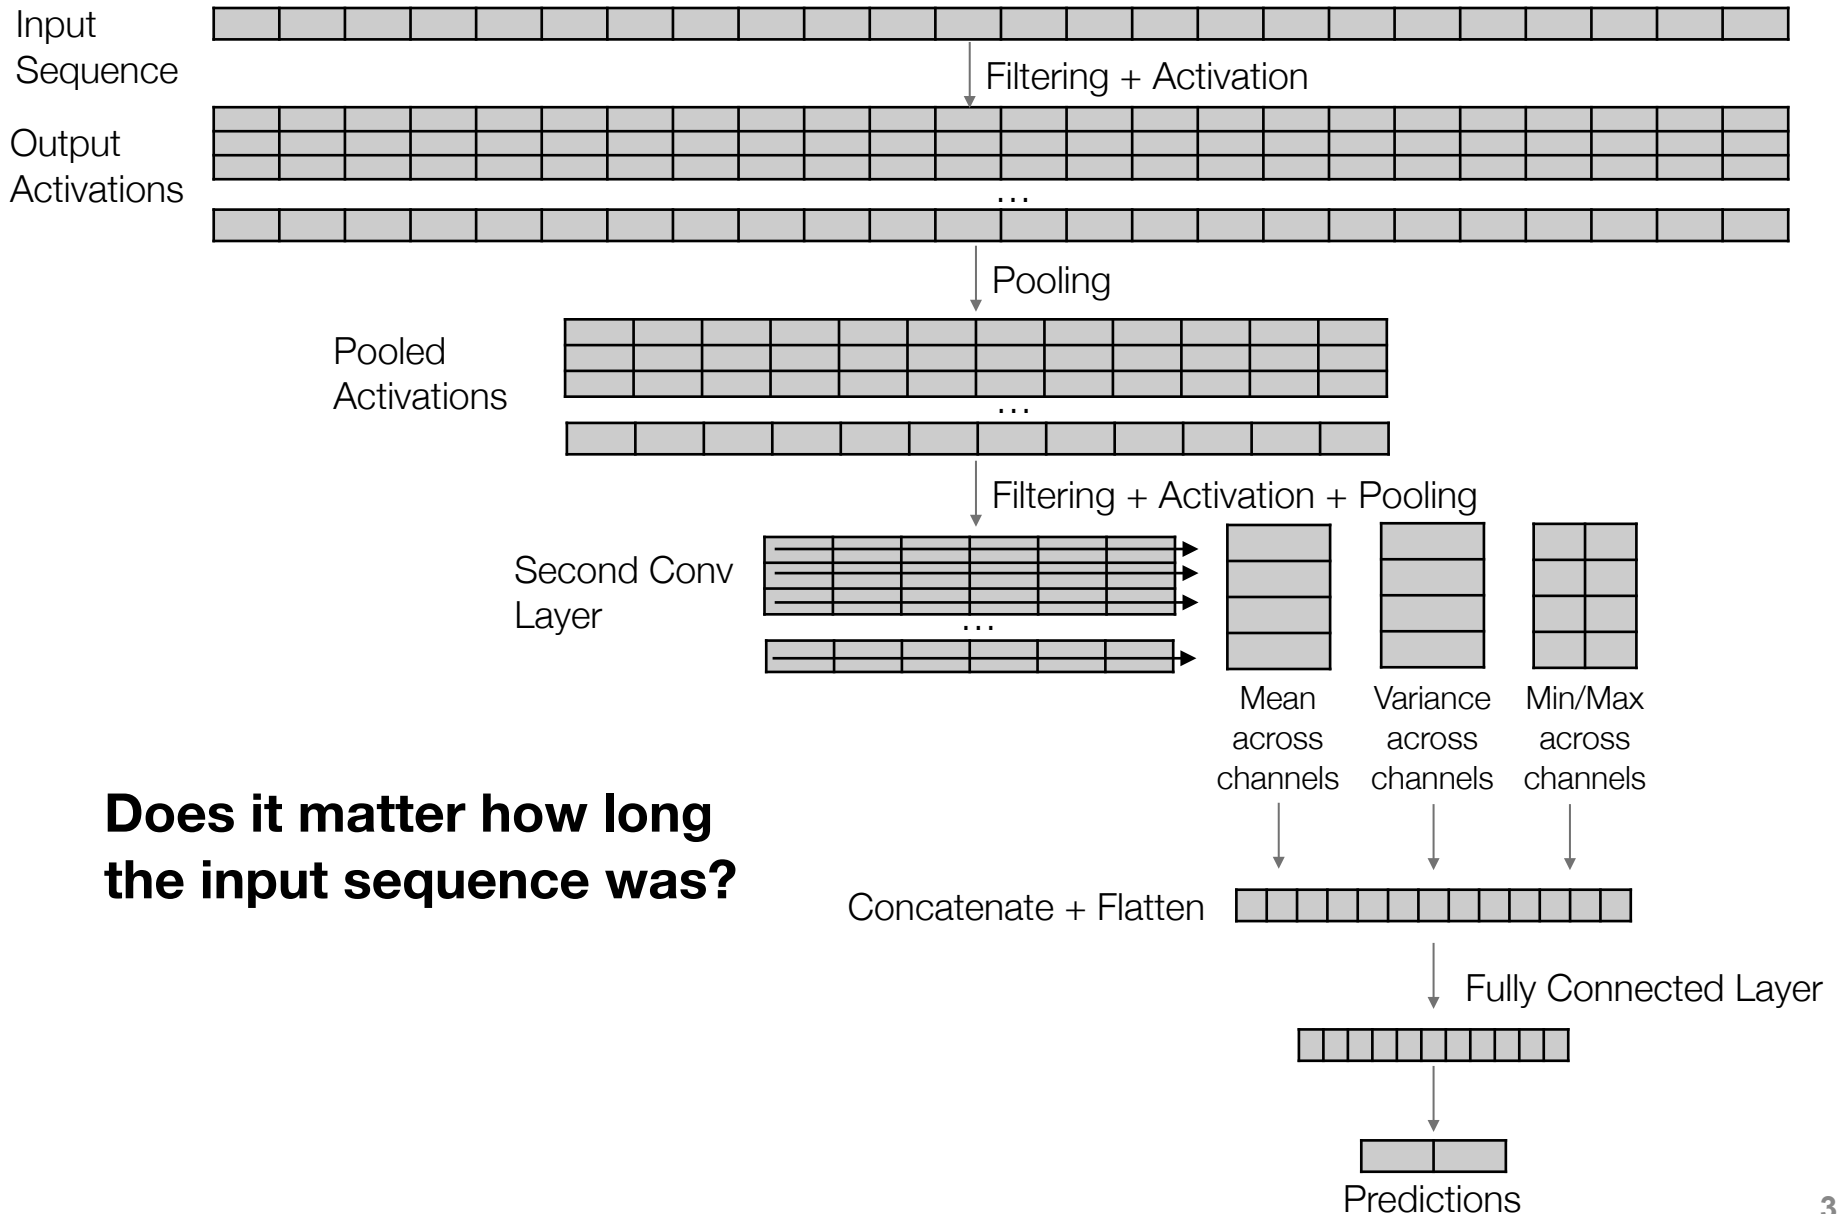 Input
Sequence
Filtering + Activation
Output
Activations
...
Pooling
Pooled
Activations
...
Filtering + Activation + Pooling
Second Conv
Layer
...
Mean
across
channels
Variance
across
channels
Min/Max
across
channels
Does it matter how long
the input sequence was?
Concatenate + Flatten
Fully Connected Layer
Predictions
3